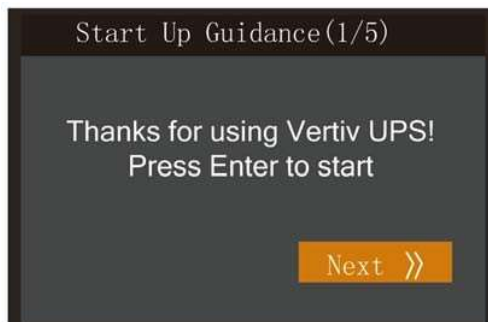 Start Up Guidance(1/5)
Thanks for using Vertiv UPS!
Press Enter to start
Next 》